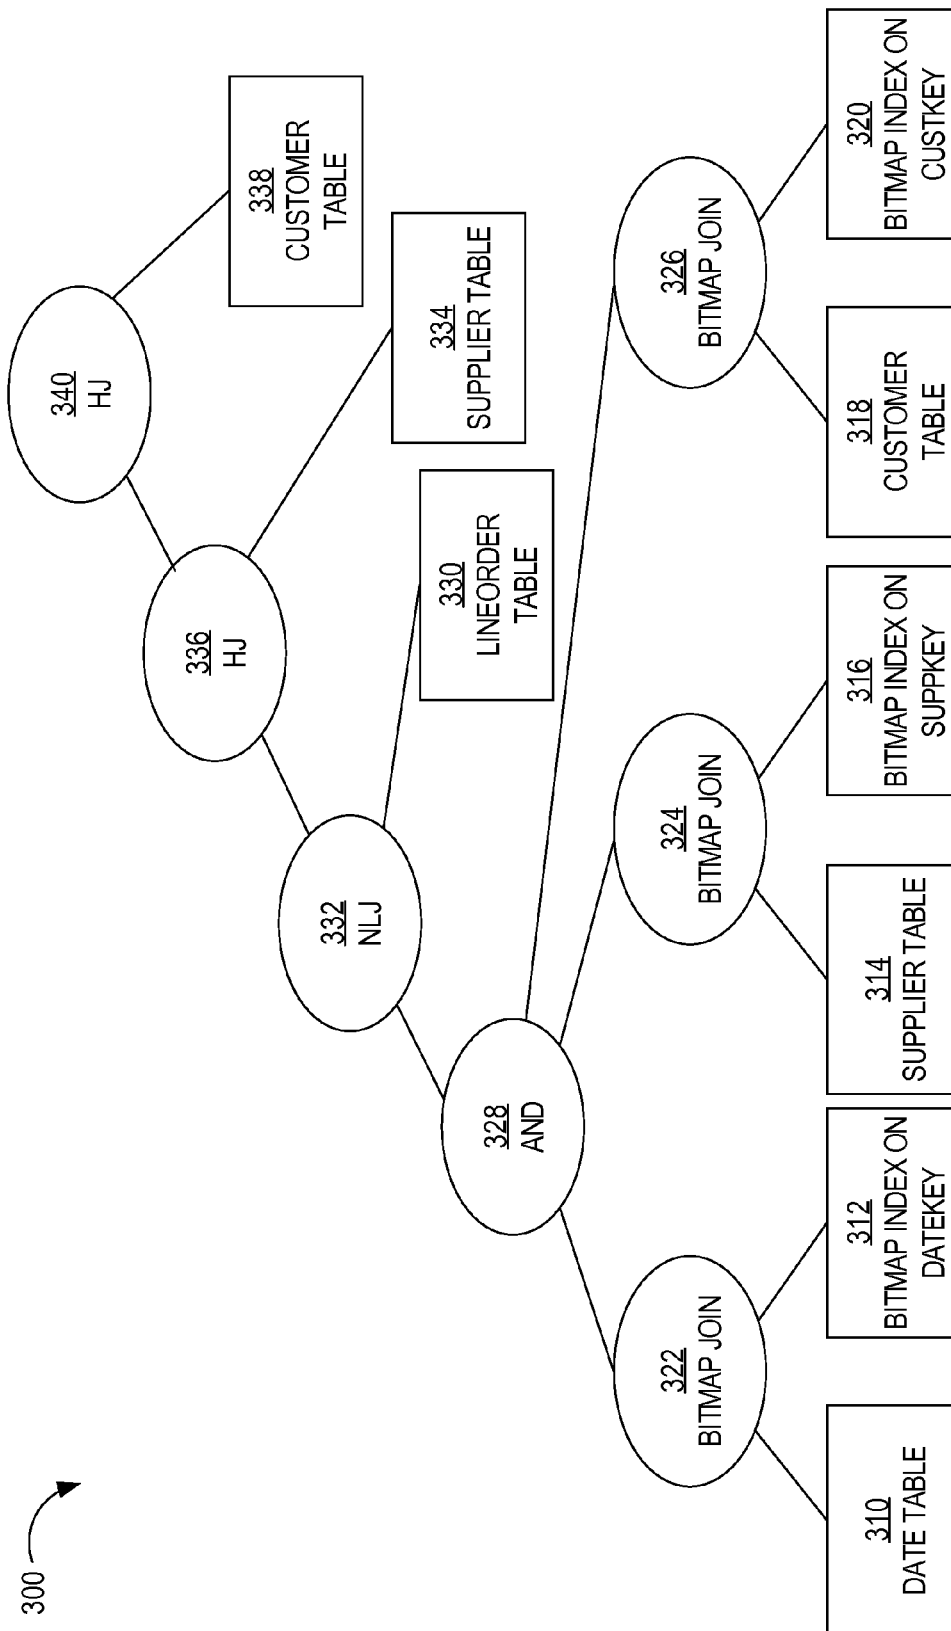 300
340
HJ
338
CUSTOMER
TABLE
336
HJ
334
SUPPLIER TABLE
332
NLJ
330
LINEORDER
TABLE
328
AND
322
BITMAP JOIN
324
BITMAP JOIN
326
BITMAP JOIN
310
DATE TABLE
312
BITMAP INDEX ON
DATEKEY
314
SUPPLIER TABLE
316
BITMAP INDEX ON
SUPPKEY
318
CUSTOMER
TABLE
320
BITMAP INDEX ON
CUSTKEY